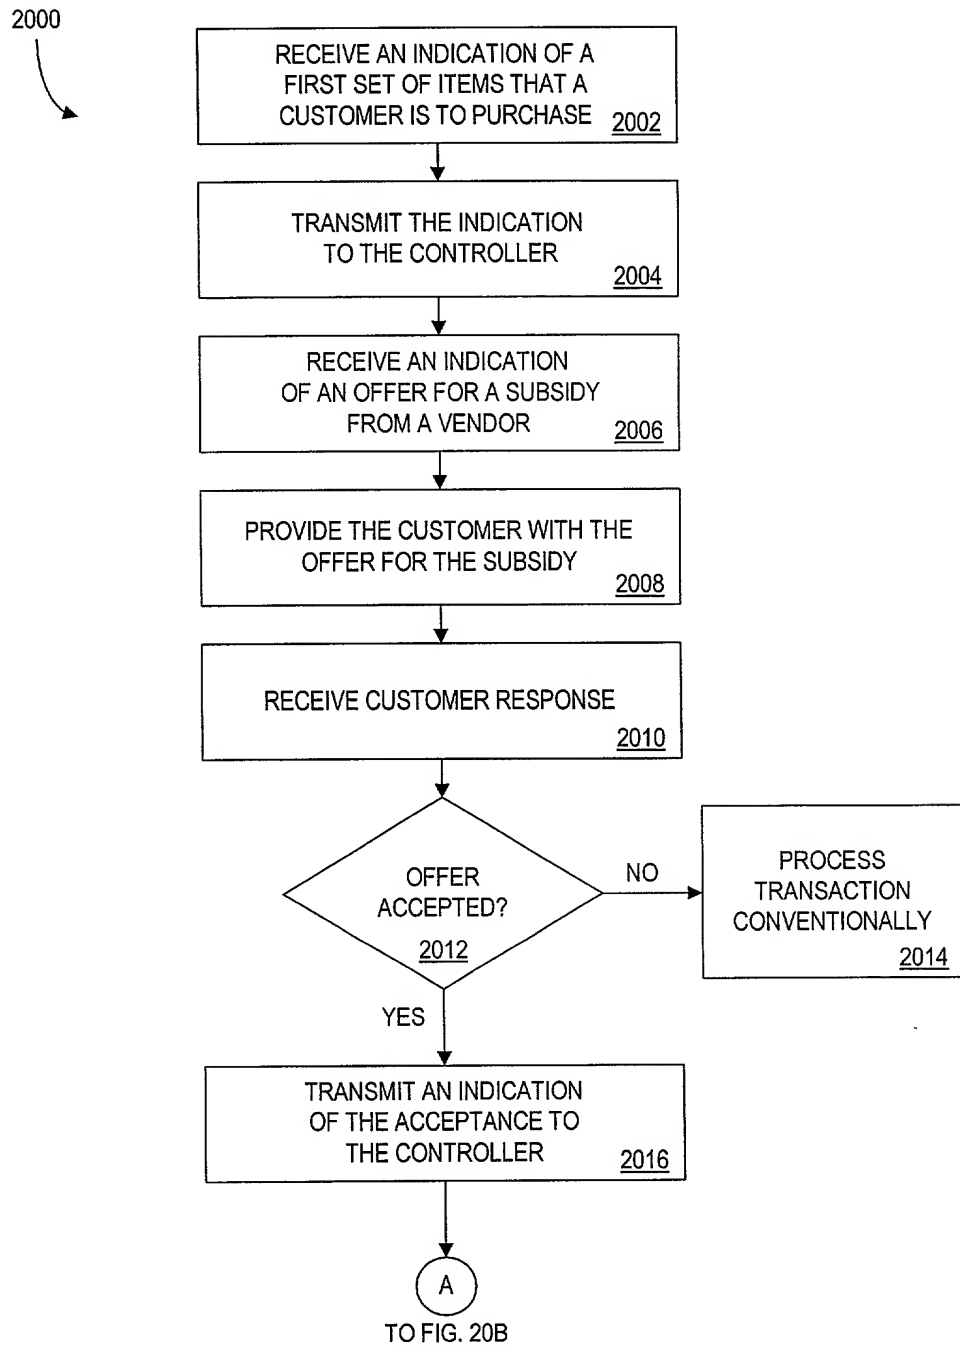 2000
RECEIVE AN INDICATION OF A
FIRST SET OF ITEMS THAT A
CUSTOMER IS TO PURCHASE
2002
TRANSMIT THE INDICATION
TO THE CONTROLLER
2004
RECEIVE AN INDICATION
OF AN OFFER FOR A SUBSIDY
FROM A VENDOR
2006
PROVIDE THE CUSTOMER WITH THE
OFFER FOR THE SUBSIDY
2008
RECEIVE CUSTOMER RESPONSE
2010
OFFER
ACCEPTED?
2012
NO
PROCESS
TRANSACTION
CONVENTIONALLY
2014
YES
TRANSMIT AN INDICATION
OF THE ACCEPTANCE TO
THE CONTROLLER
2016
A
TO FIG. 20B